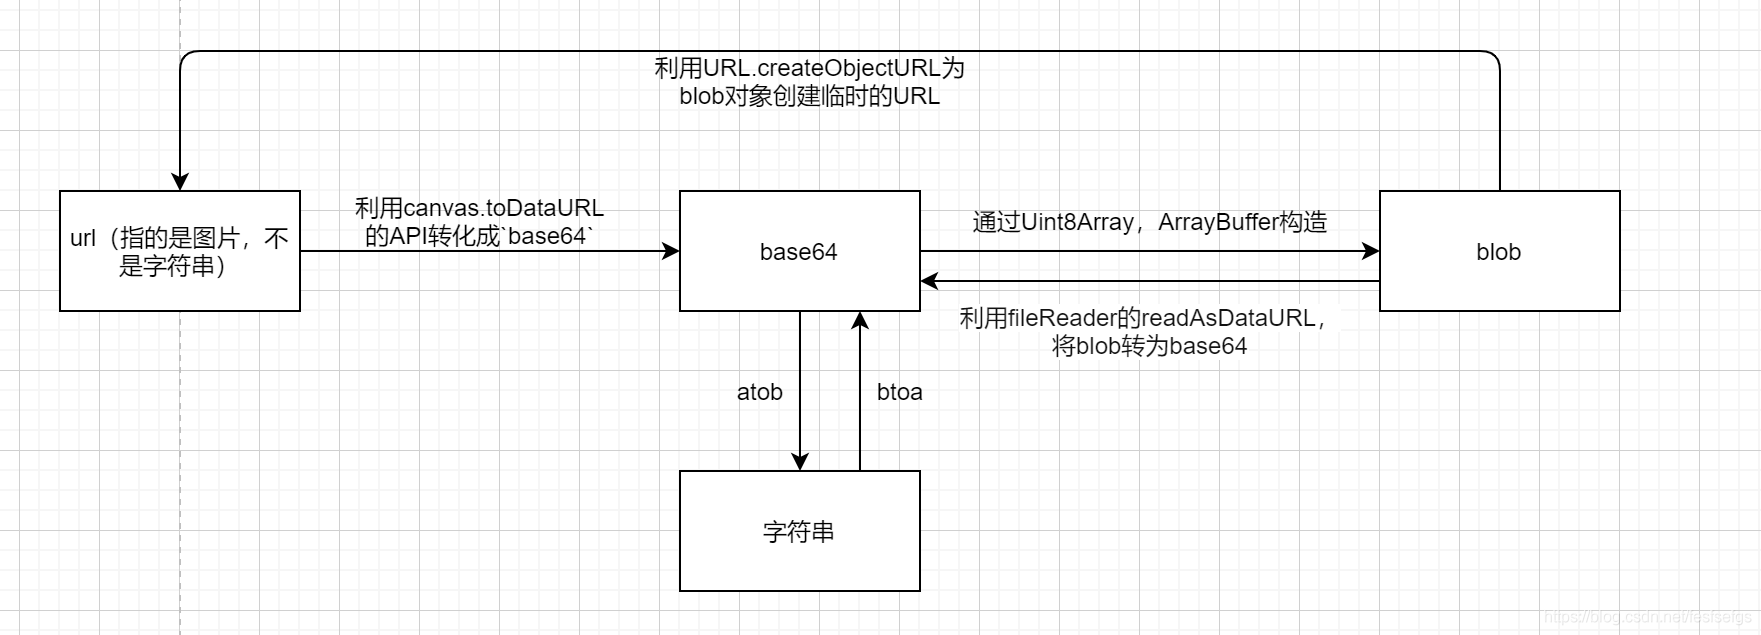 利用URL.createObjectURL为
blob对象创建临时的URL
利用canvas.toDataURL
的API转化成`base64`
url（指的是图片，不
是字符串）
base64
通过Uint8Array，ArrayBuffer构造
blob
利用fileReader的readAsDataURL，
将blob转为base64
atob
btoa
字符串